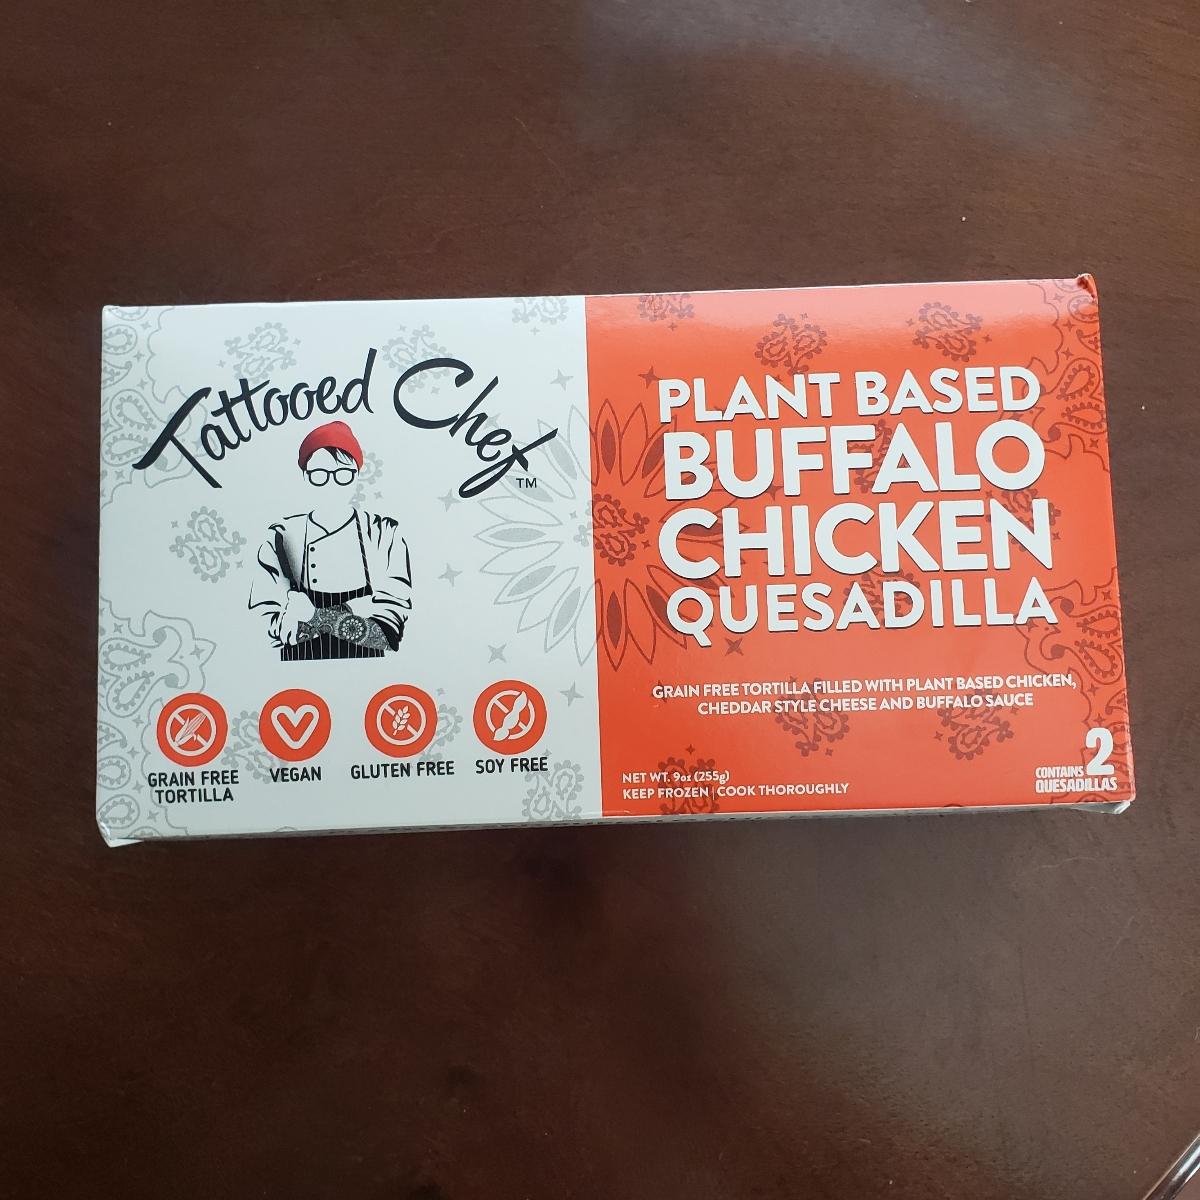 Tattooed Chef™
GRAIN FREE
TORTILLA
VEGAN
GLUTEN FREE
SOY FREE
PLANT BASED
BUFFALO
CHICKEN
QUESADILLA
GRAIN FREE TORTILLA FILLED WITH PLANT BASED CHICKEN,
CHEDDAR STYLE CHEESE AND BUFFALO SAUCE
NET WT. 9oz (255g)
KEEP FROZEN | COOK THOROUGHLY
CONTAINS 2
QUESADILLAS